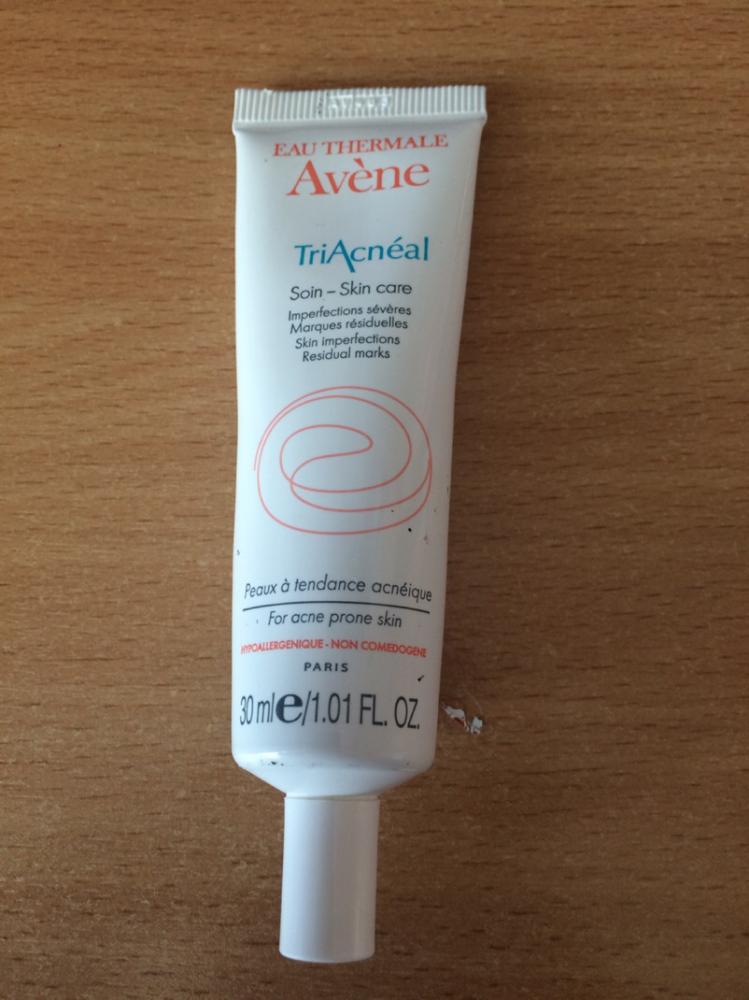 EAU THERMALE
Avène
TriAcnéal
Soin – Skin care
Imperfections sévères
Marques résiduelles
Skin imperfections
Residual marks
Peaux à tendance acnéique
For acne prone skin
HYPOALLERGENIQUE - NON COMEDOGENE
PARIS
30 ml e/1.01 FL. OZ.